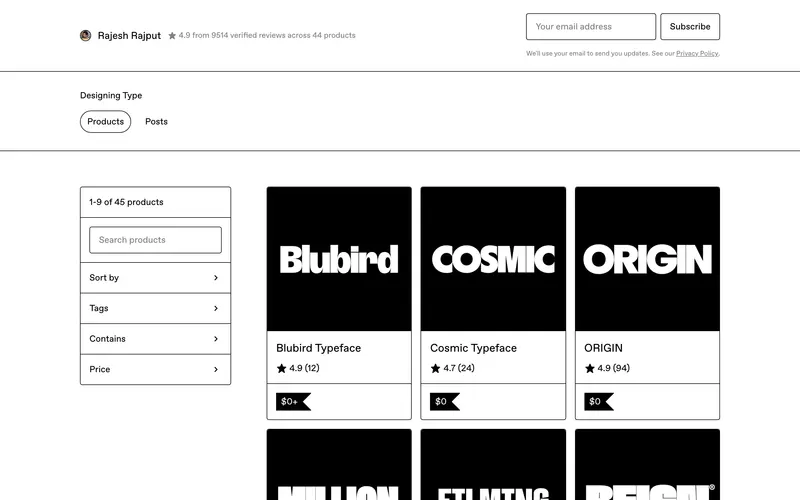 Rajesh Rajput
4.9 from 9514 verified reviews across 44 products
Your email address
Subscribe
We'll use your email to send you updates. See our Privacy Policy.
Designing Type
Products
Posts
1-9 of 45 products
Search products
Sort by
Tags
Contains
Price
Blubird
COSMIC
ORIGIN
Blubird Typeface
Cosmic Typeface
ORIGIN
4.9 (12)
4.7 (24)
4.9 (94)
$0+
$0
$0
MILLION